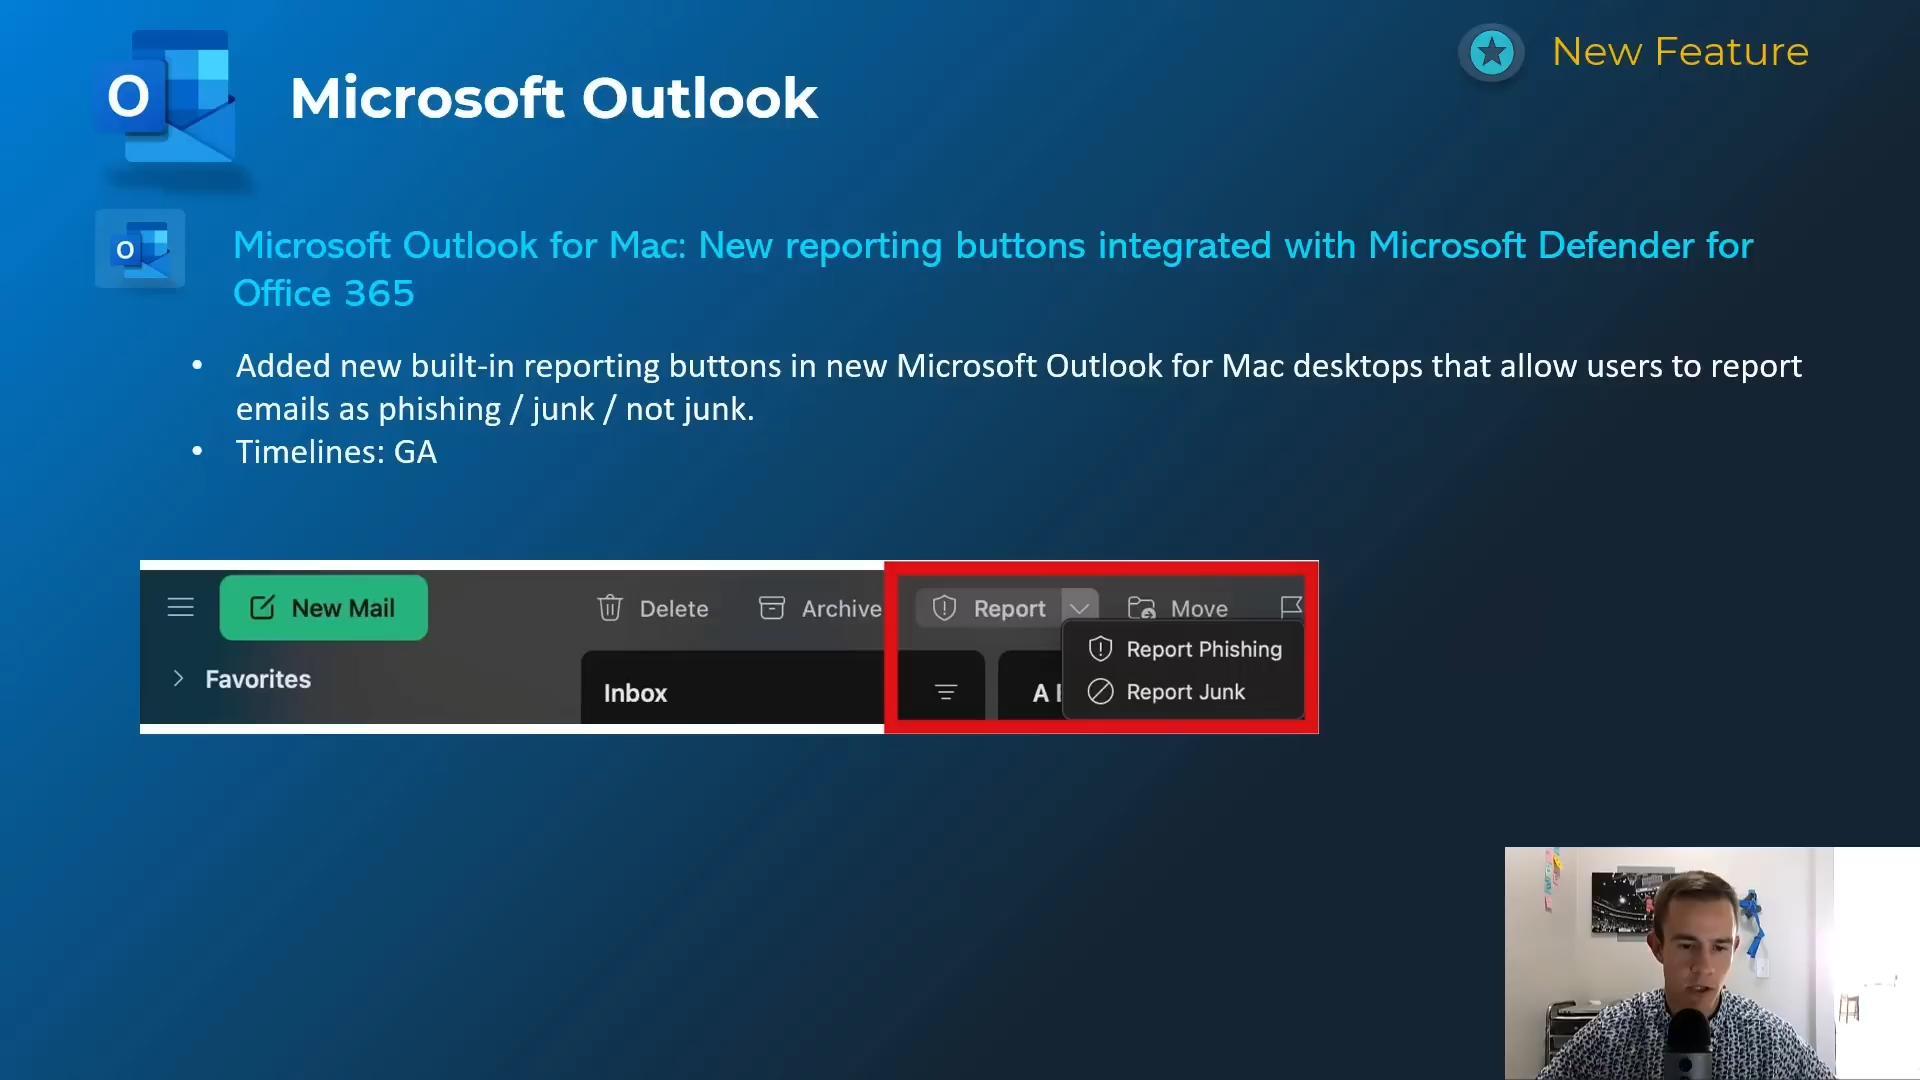 New Feature
O
Microsoft Outlook
O
Microsoft Outlook for Mac: New reporting buttons integrated with Microsoft Defender for
Office 365
• Added new built-in reporting buttons in new Microsoft Outlook for Mac desktops that allow users to report
emails as phishing / junk / not junk.
• Timelines: GA
New Mail
Delete
Archive
Report
Move
Report Phishing
Report Junk
Favorites
Inbox
A